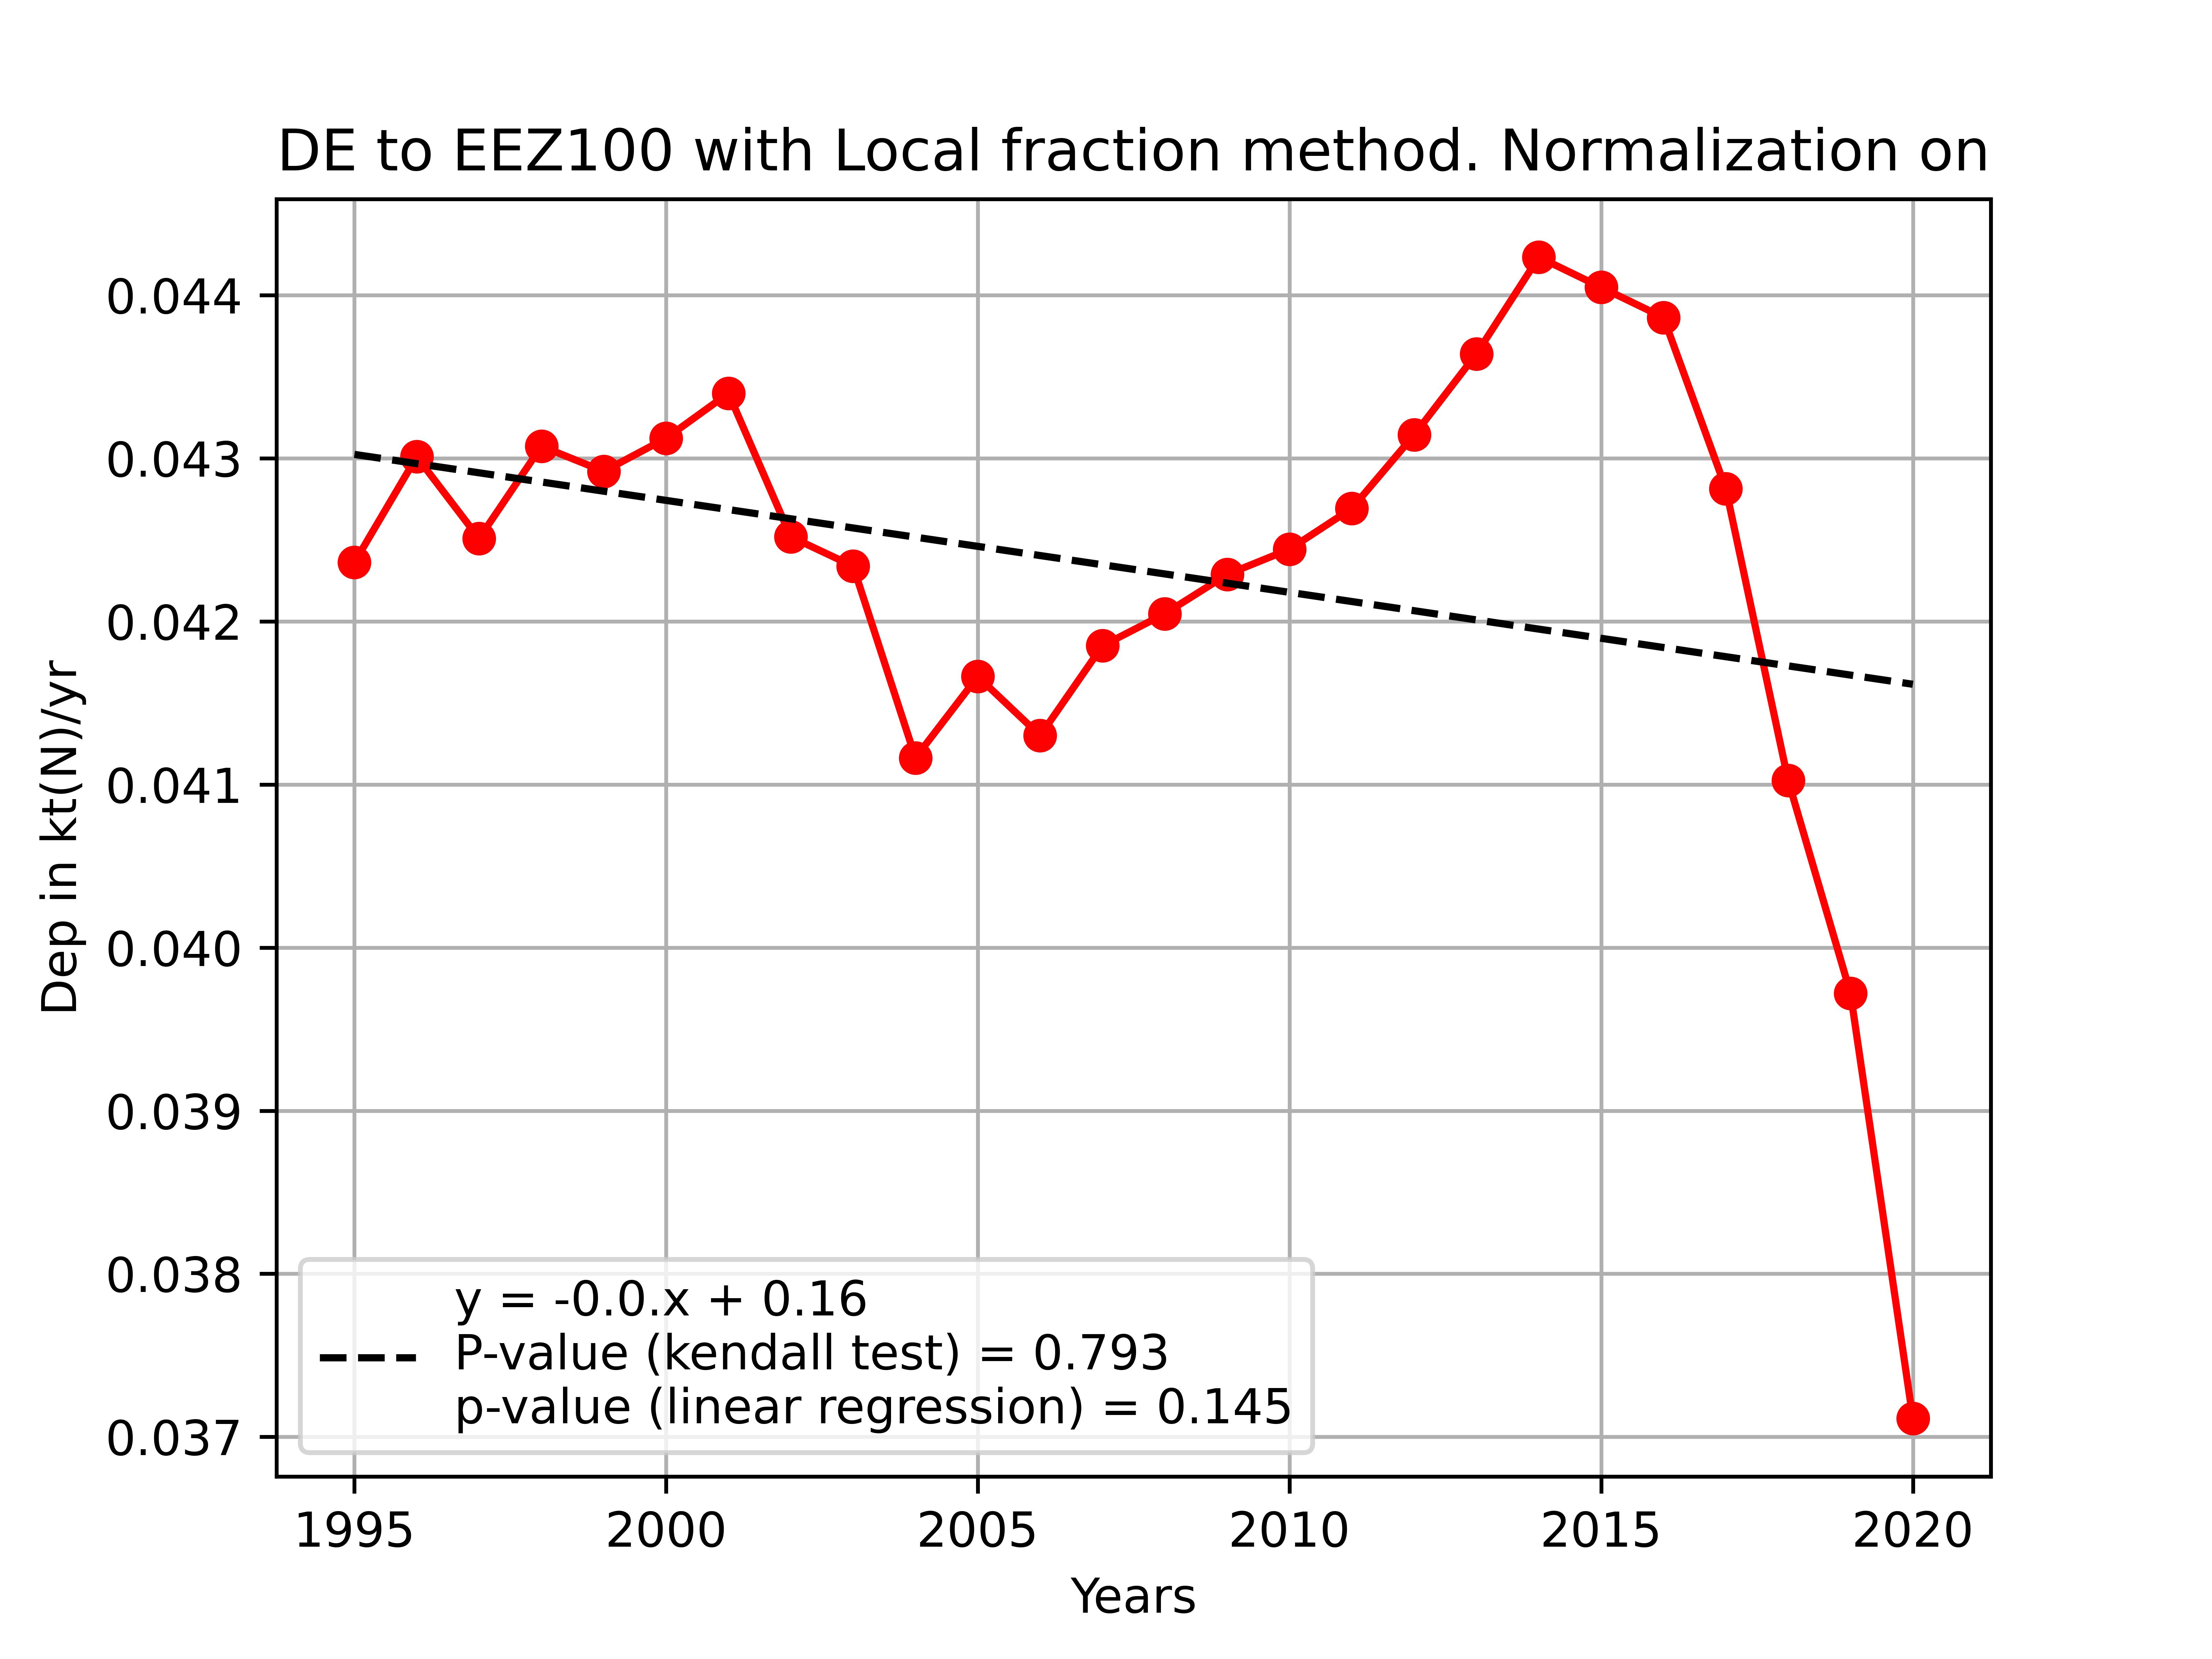 DE to EEZ100 with Local fraction method. Normalization on
0.044
0.043
0.042
0.041
0.040
0.039
0.038
0.037
Dep in kt(N)/yr
y = -0.0.x + 0.16
P-value (kendall test) = 0.793
p-value (linear regression) = 0.145
1995 2000 2005 2010 2015 2020
Years